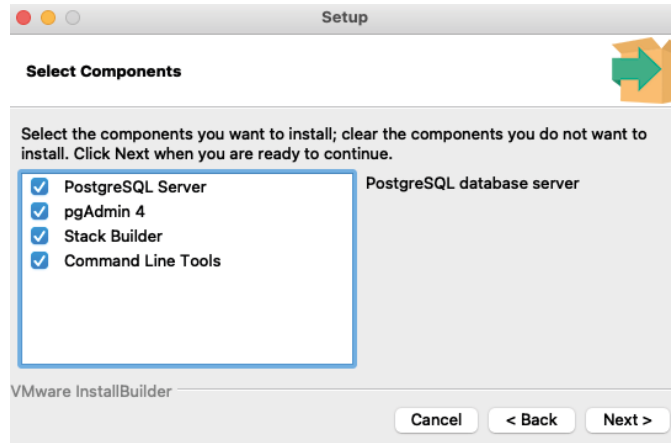 Setup
Select Components
Select the components you want to install; clear the components you do not want to
install. Click Next when you are ready to continue.
PostgreSQL Server
pgAdmin 4
Stack Builder
Command Line Tools
PostgreSQL database server
VMware InstallBuilder
Cancel
< Back
Next >